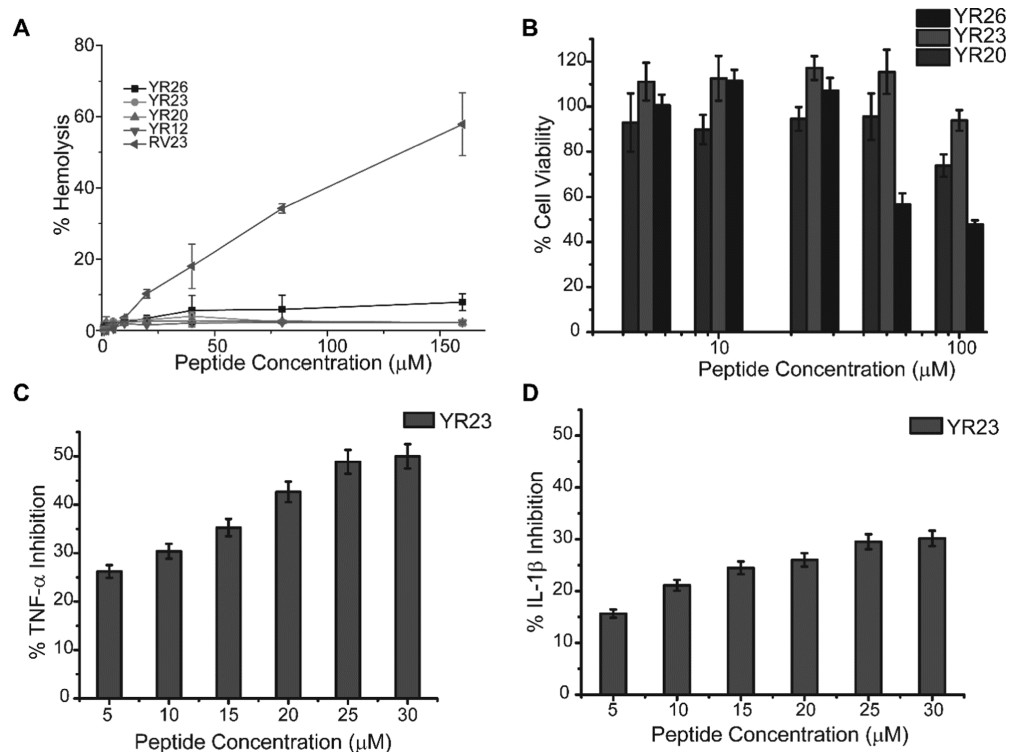 A
80
60
40
20
0
0
50
100
150
% Hemolysis
Peptide Concentration (μM)
YR26
YR23
YR20
YR12
RV23
B
YR26
YR23
YR20
120
100
80
60
40
20
0
10
100
% Cell Viability
Peptide Concentration (μM)
C
YR23
50
40
30
20
10
0
5 10 15 20 25 30
% TNF-α Inhibition
Peptide Concentration (μM)
D
YR23
50
40
30
20
10
0
5 10 15 20 25 30
% IL-1β Inhibition
Peptide Concentration (μM)